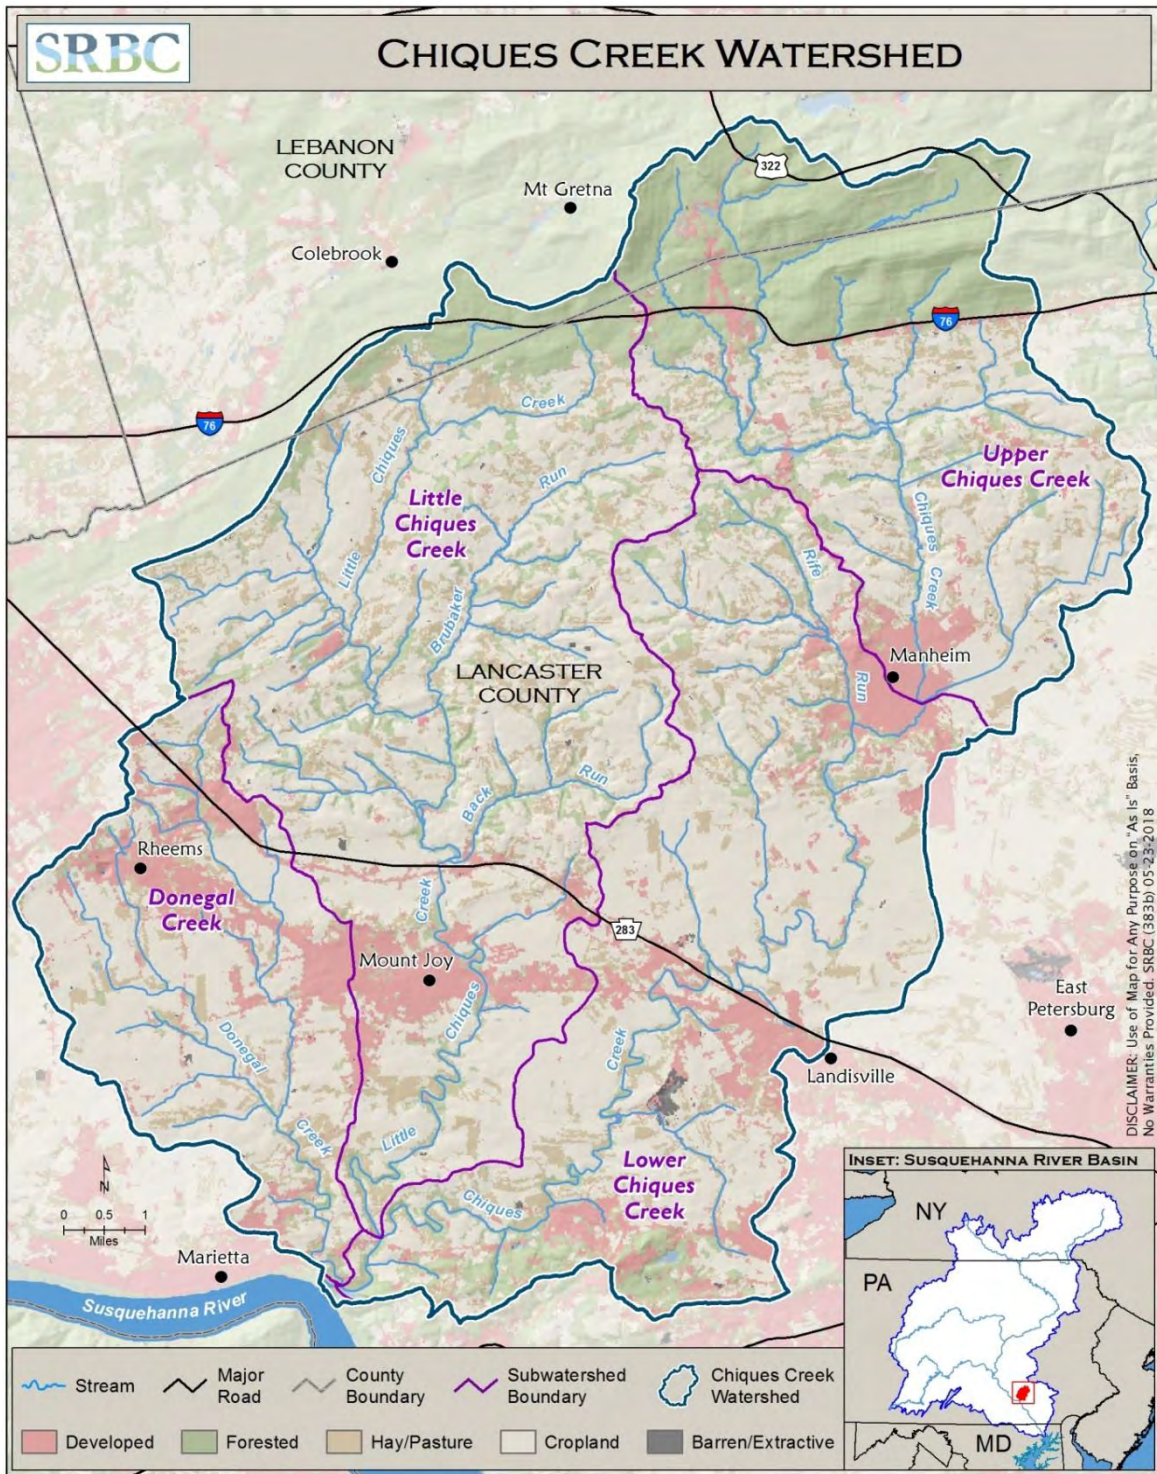 SRBC
CHIQUES CREEK WATERSHED
LEBANON
COUNTY
322
Mt Gretna
Colebrook
76
76
Creek
Chiques
Little
Run
Brubaker
Little
Chiques
Creek
Upper
Chiques Creek
Chiques
Creek
Rife
Run
Manheim
LANCASTER
COUNTY
Run
Back
Rheems
Donegal
Creek
Creek
283
Mount Joy
Chiques
Little
Donegal
Creek
Creek
East
Petersburg
Landisville
Lower
Chiques
Creek
Chiques
N
0 0.5 1
Miles
Marietta
Susquehanna River
DISCLAIMER: Use of Map for Any Purpose on "As Is" Basis,
No Warranties Provided. SRBC (383b) 05-23-2018
INSET: SUSQUEHANNA RIVER BASIN
NY
PA
MD
Stream
Major
Road
County
Boundary
Subwatershed
Boundary
Chiques Creek
Watershed
Developed
Forested
Hay/Pasture
Cropland
Barren/Extractive